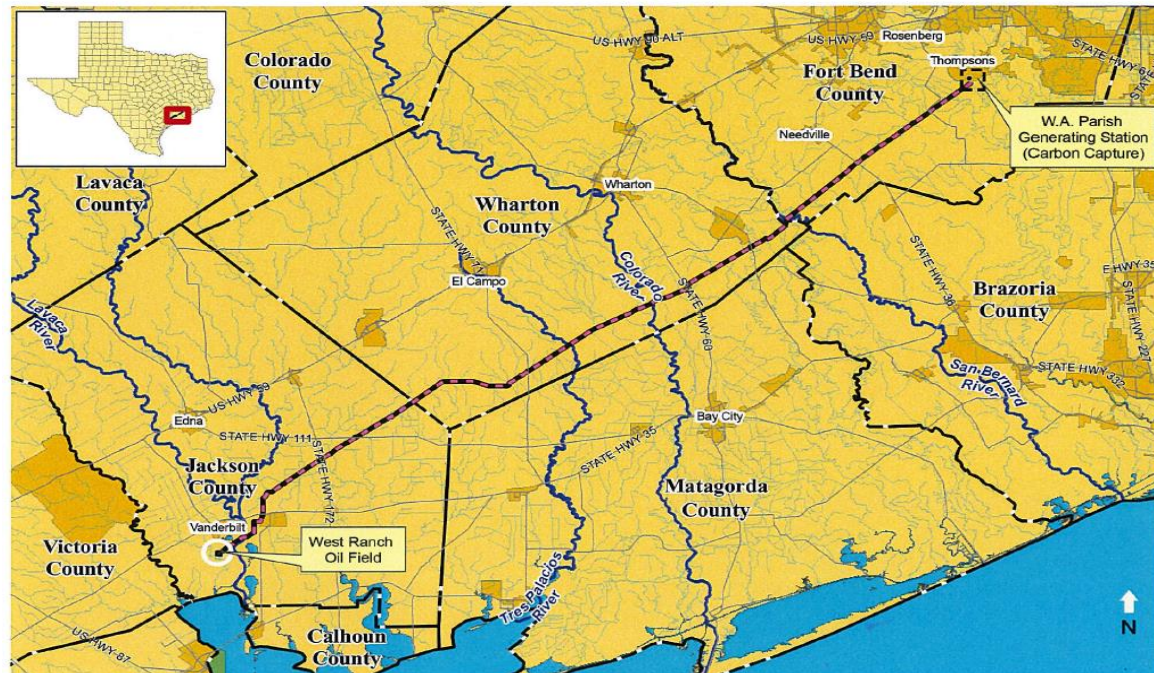 Colorado
County
US HWY 90 ALT
US HWY 59
Rosenberg
Thompsons
Fort Bend
County
Needville
W.A. Parish
Generating Station
(Carbon Capture)
Lavaca
County
Wharton
Wharton
County
STATE HWY 71
El Campo
Colorado
River
STATE HWY 60
STATE HWY 36
E HWY 35
Brazoria
County
STATE HWY 227
STATE HWY 332
San Bernard
River
Lavaca
River
US HWY 59
Edna
STATE HWY 111
Bay City
STATE HWY 35
Jackson
County
STATE HWY 172
Vanderbilt
Matagorda
County
West Ranch
Oil Field
Victoria
County
Tres Palacios
River
Calhoun
County
US HWY 87
N